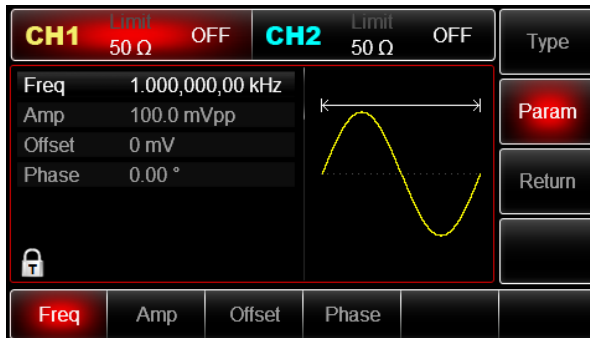 CH1 Limit 50 Ω OFF CH2 Limit 50 Ω OFF Type
Freq 1.000,000,00 kHz
Amp 100.0 mVpp
Param
Offset 0 mV
Phase 0.00 °
Return
T
Freq Amp Offset Phase